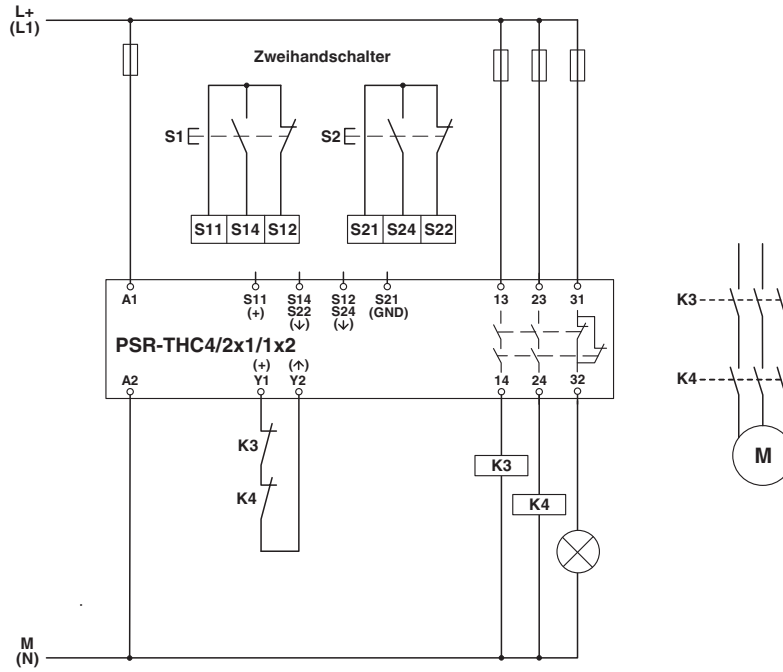 L+
(L1)
Zweihandschalter
S1
S2
S11 S14 S12
S21 S24 S22
A1
S11
(+)
S14
S22
(↓)
S12
S24
(↓)
S21
(GND)
13 23 31
PSR-THC4/2x1/1x2
A2
(+)
Y1
(↑)
Y2
14 24 32
K3
K4
K3
K4
K3
K4
M
M
(N)